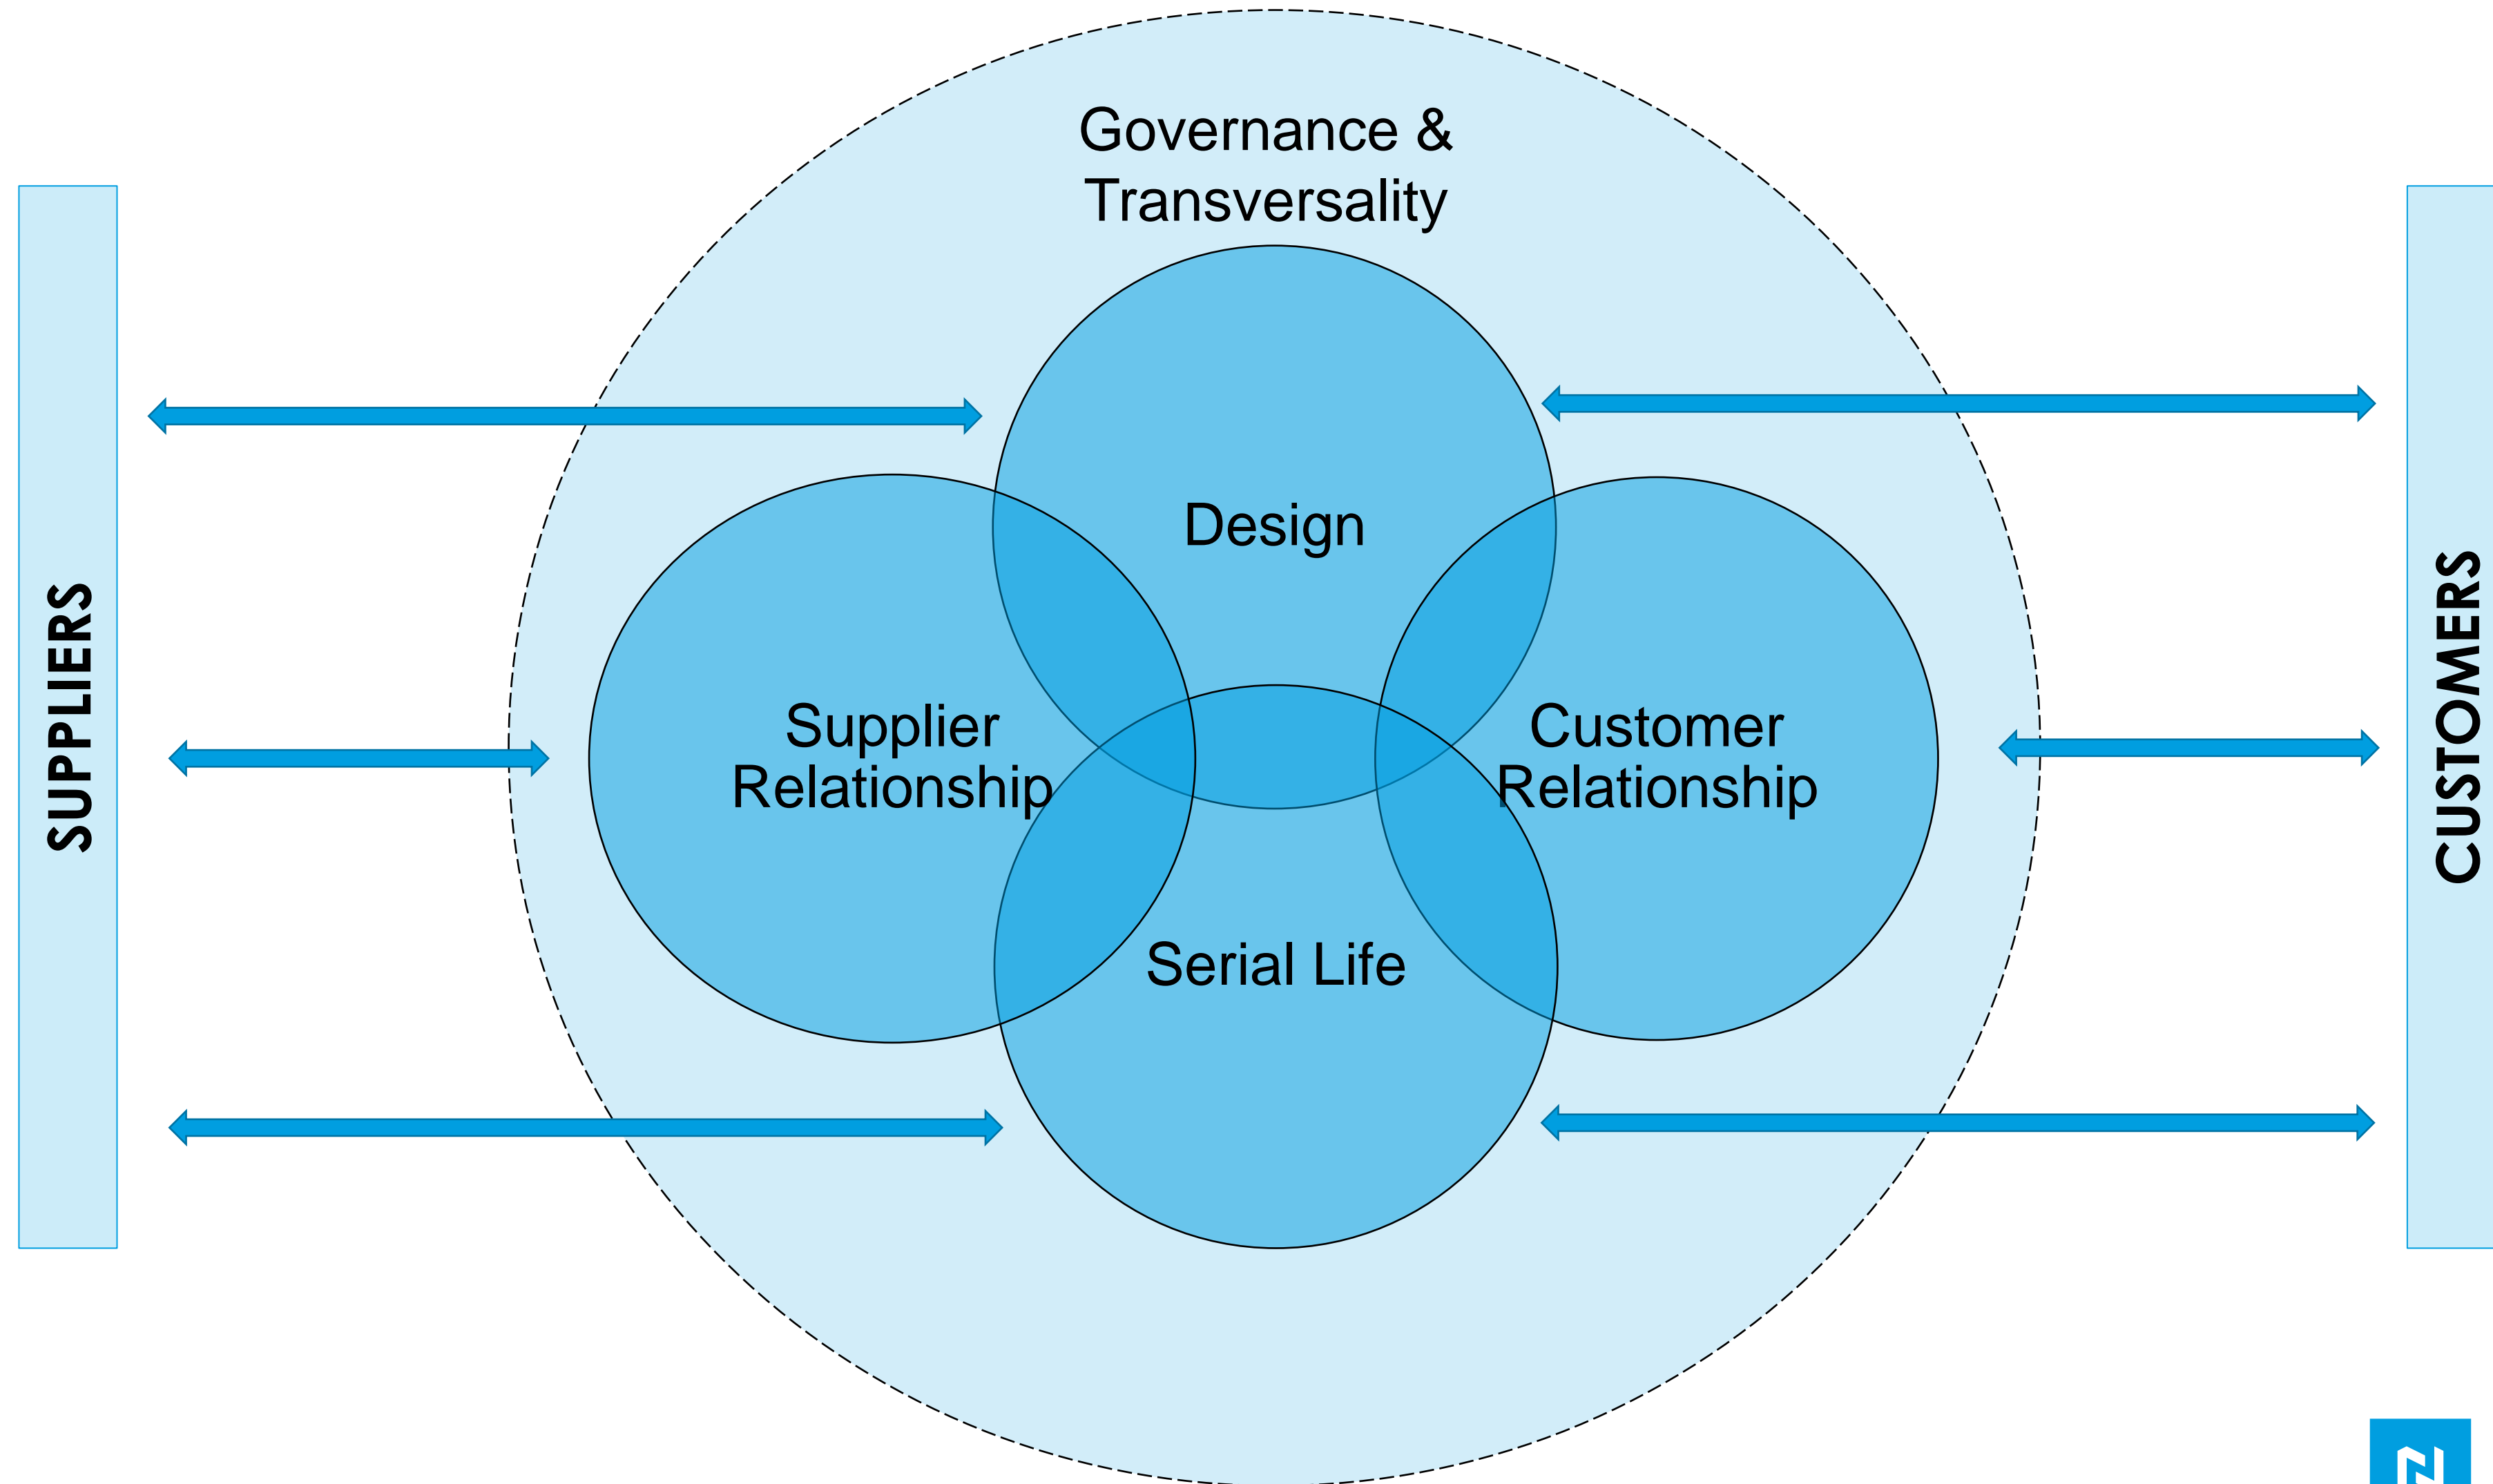 Governance &
Transversality
SUPPLIERS
Design
Supplier
Relationship
Customer
Relationship
Serial Life
CUSTOMERS